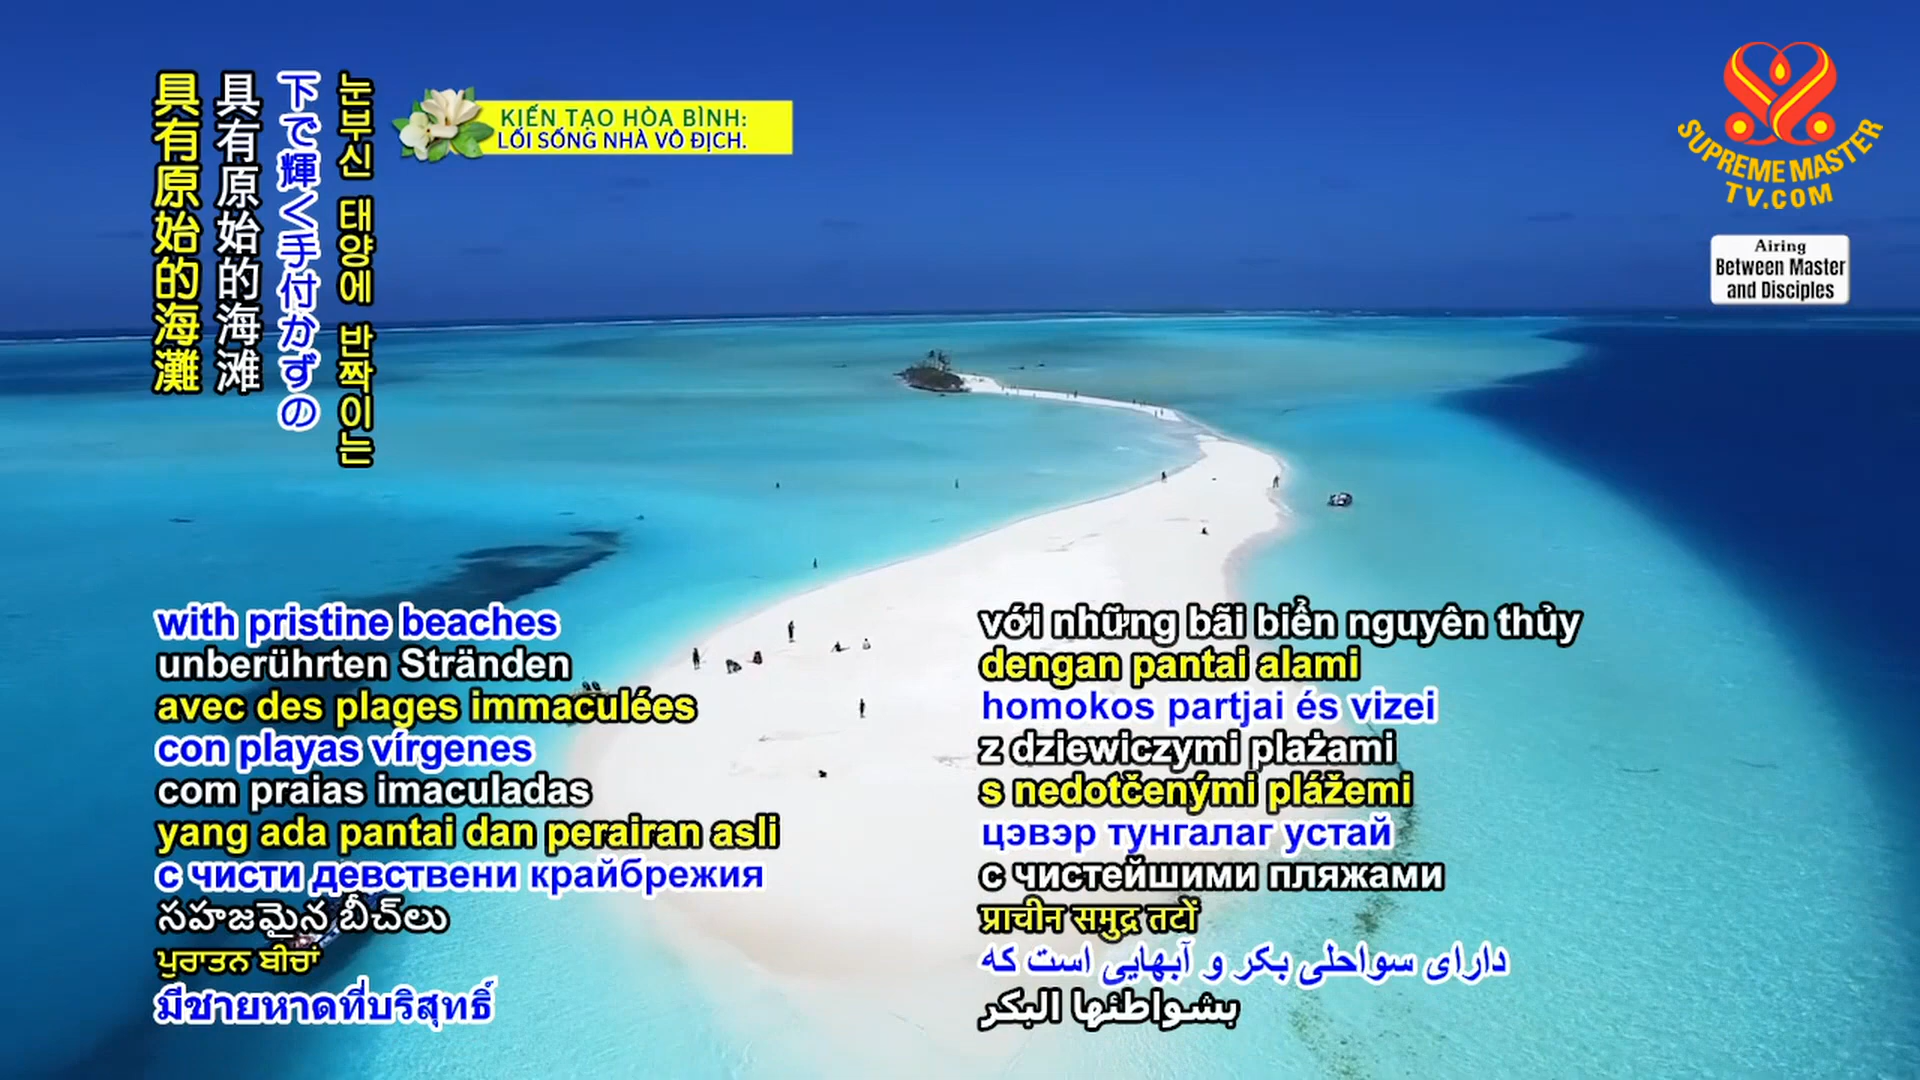 具有原始的海灘
具有原始的海滩
下で輝く手付かずの
눈부신 태양에 반짝이는
KIẾN TẠO HÒA BÌNH:
LỐI SỐNG NHÀ VÔ ĐỊCH.
SUPREME MASTER
TV.COM
Airing
Between Master
and Disciples
with pristine beaches
unberührten Stränden
avec des plages immaculées
con playas vírgenes
com praias imaculadas
yang ada pantai dan perairan asli
с чисти девствени крайбрежия
సహజమైన బీచ్‌లు
ਪੁਰਾਤਨ ਬੀਚਾਂ
มีชายหาดที่บริสุทธิ์
với những bãi biển nguyên thủy
dengan pantai alami
homokos partjai és vizei
z dziewiczymi plażami
s nedotčenými plážemi
цэвэр тунгалаг устай
с чистейшими пляжами
प्राचीन समुद्र तटों
دارای سواحلی بکر و آبهایی است که
بشواطئها البكر